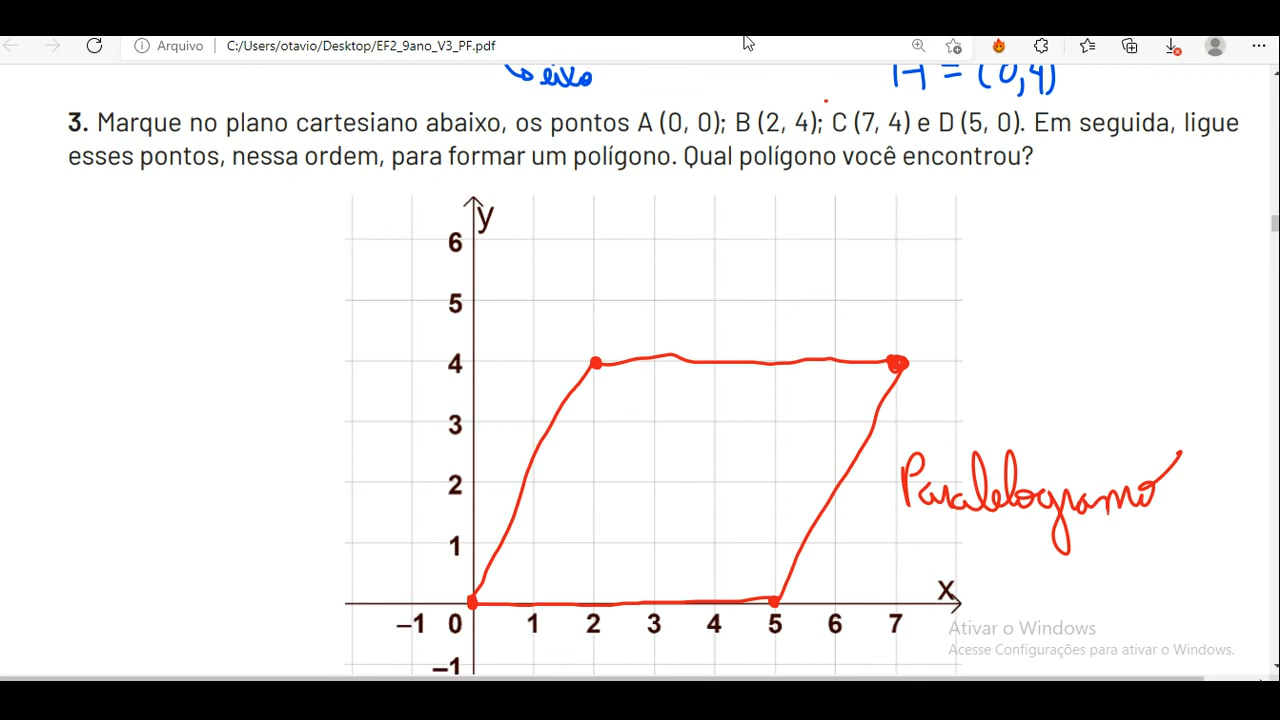 Arquivo C:/Users/otavio/Desktop/EF2_9ano_V3_PF.pdf
↳ eixo H = (0,4)
3. Marque no plano cartesiano abaixo, os pontos A (0, 0); B (2, 4); C (7, 4) e D (5, 0). Em seguida, ligue
esses pontos, nessa ordem, para formar um polígono. Qual polígono você encontrou?
y
6
5
4
3
2
Paralelogramo
1
x
–1 0 1 2 3 4 5 6 7
Ativar o Windows
Acesse Configurações para ativar o Windows.
–1